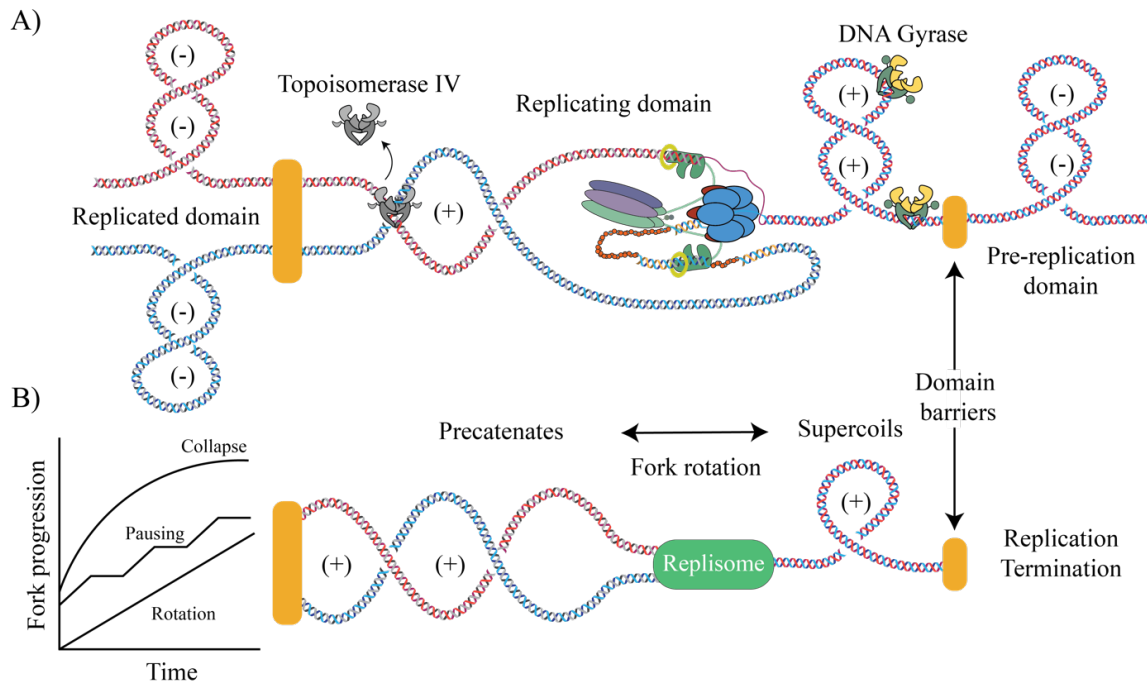 A)
(-)
(-)
Topoisomerase IV
Replicating domain
DNA Gyrase
(+)
(+)
(-)
(-)
Replicated domain
(+)
Pre-replication
domain
(-)
(-)
Domain
barriers
B)
Fork progression
Collapse
Pausing
Rotation
Time
Precatenates
Fork rotation
Supercoils
(+)
(+)
(+)
Replisome
Replication
Termination